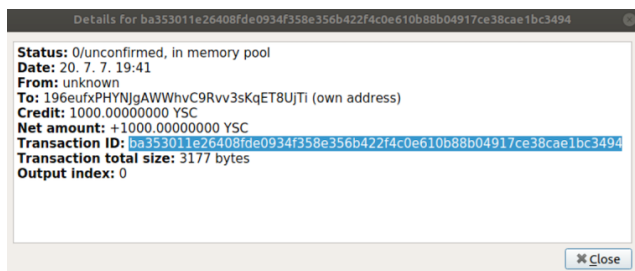 Details for ba353011e26408fde0934f358e356b422f4c0e610b88b04917ce38cae1bc3494
Status: 0/unconfirmed, in memory pool
Date: 20. 7. 7. 19:41
From: unknown
To: 196eufxPHYNJgAWWhvC9Rvv3sKqET8UjTi (own address)
Credit: 1000.00000000 YSC
Net amount: +1000.00000000 YSC
Transaction ID: ba353011e26408fde0934f358e356b422f4c0e610b88b04917ce38cae1bc3494
Transaction total size: 3177 bytes
Output index: 0
Close